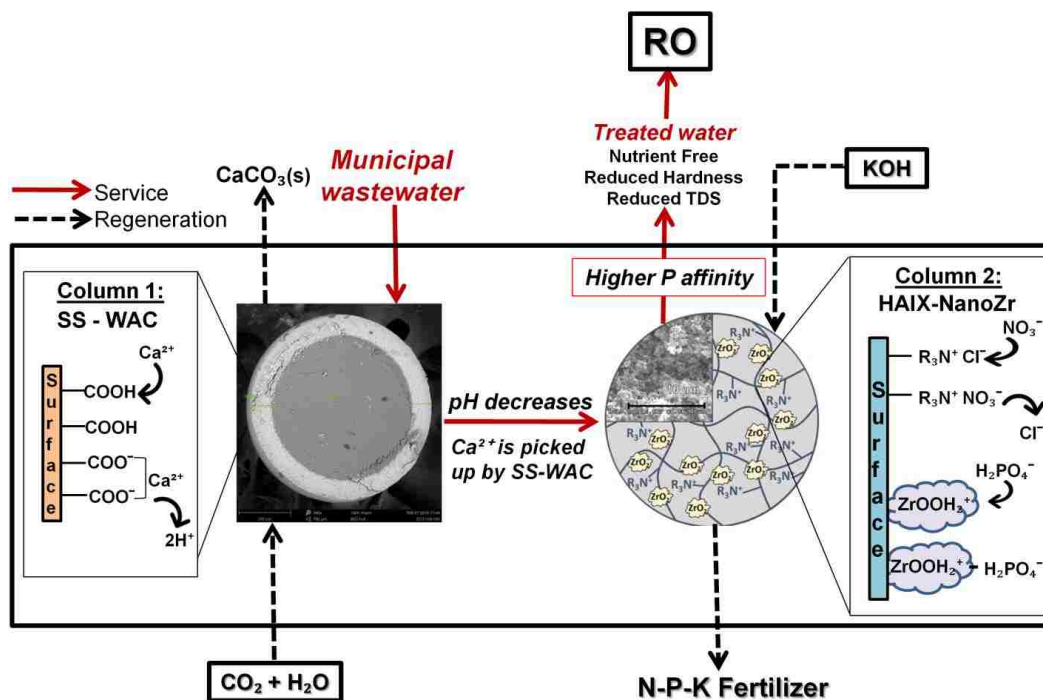 RO
Treated water
Nutrient Free
Reduced Hardness
Reduced TDS
KOH
Municipal
wastewater
CaCO₃(s)
Service
Regeneration
Higher P affinity
Column 1:
SS - WAC
Ca²⁺
COOH
COOH
COO⁻
Ca²⁺
COO⁻
2H⁺
Surface
pH decreases
Ca²⁺ is picked
up by SS-WAC
R₃N⁺
ZrO₂
Column 2:
HAIX-NanoZr
NO₃⁻
R₃N⁺ Cl⁻
R₃N⁺ NO₃⁻
Cl⁻
H₂PO₄⁻
ZrOOH₂⁺
ZrOOH₂⁺
H₂PO₄⁻
Surface
CO₂ + H₂O
N-P-K Fertilizer